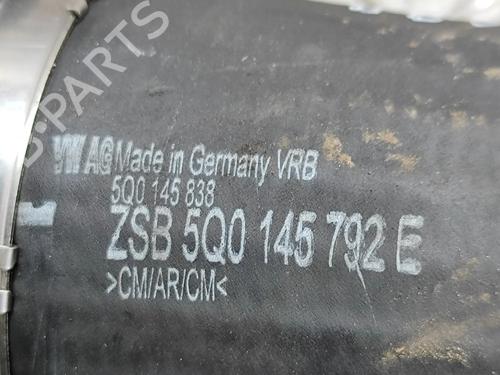 VW AG Made in Germany VRB
5Q0 145 838
ZSB 5Q0 145 792 E
>CM/AR/CM<
B-PARTS